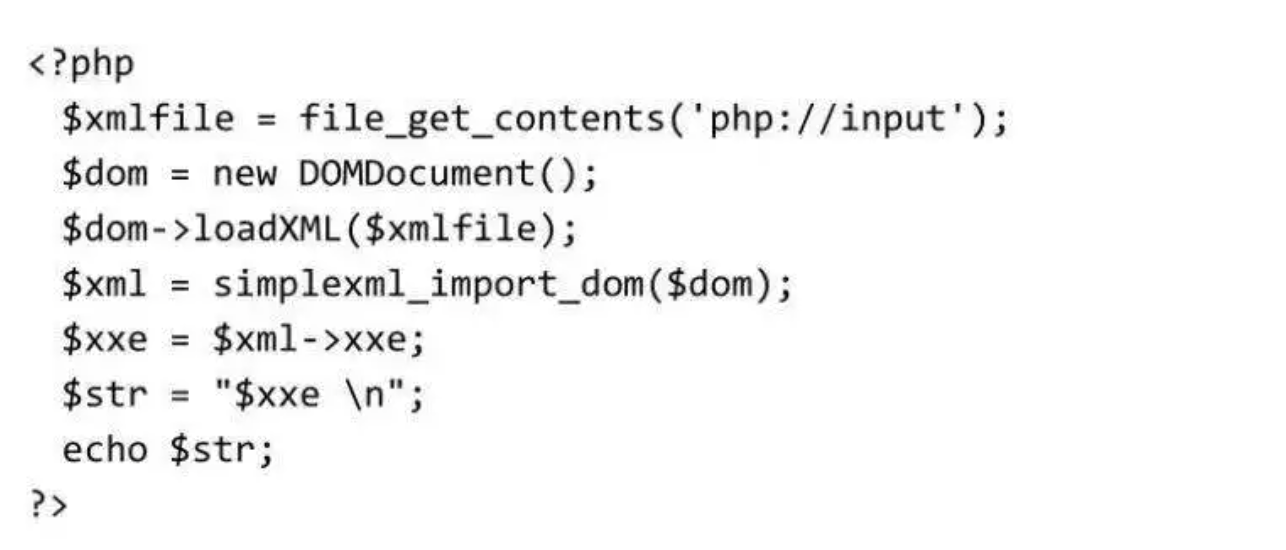 <?php
$xmlfile = file_get_contents('php://input');
$dom = new DOMDocument();
$dom->loadXML($xmlfile);
$xml = simplexml_import_dom($dom);
$xxe = $xml->xxe;
$str = "$xxe \n";
echo $str;
?>